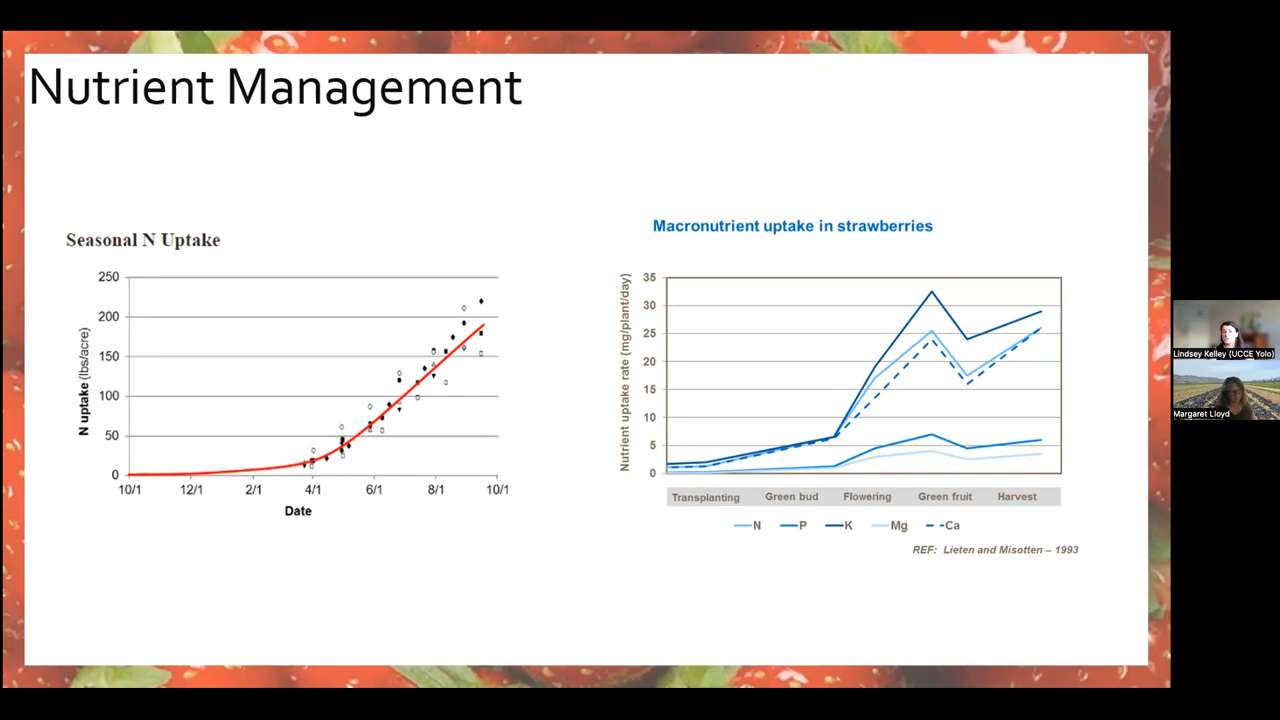 Nutrient Management
Seasonal N Uptake
250
200
150
100
50
0
N uptake (lbs/acre)
10/1 12/1 2/1 4/1 6/1 8/1 10/1
Date
Macronutrient uptake in strawberries
35
30
25
20
15
10
5
0
Nutrient uptake rate (mg/plant/day)
Transplanting Green bud Flowering Green fruit Harvest
N P K Mg Ca
REF: Lieten and Misotten – 1993
Lindsey Kelley (UCCE Yolo)
Margaret Lloyd